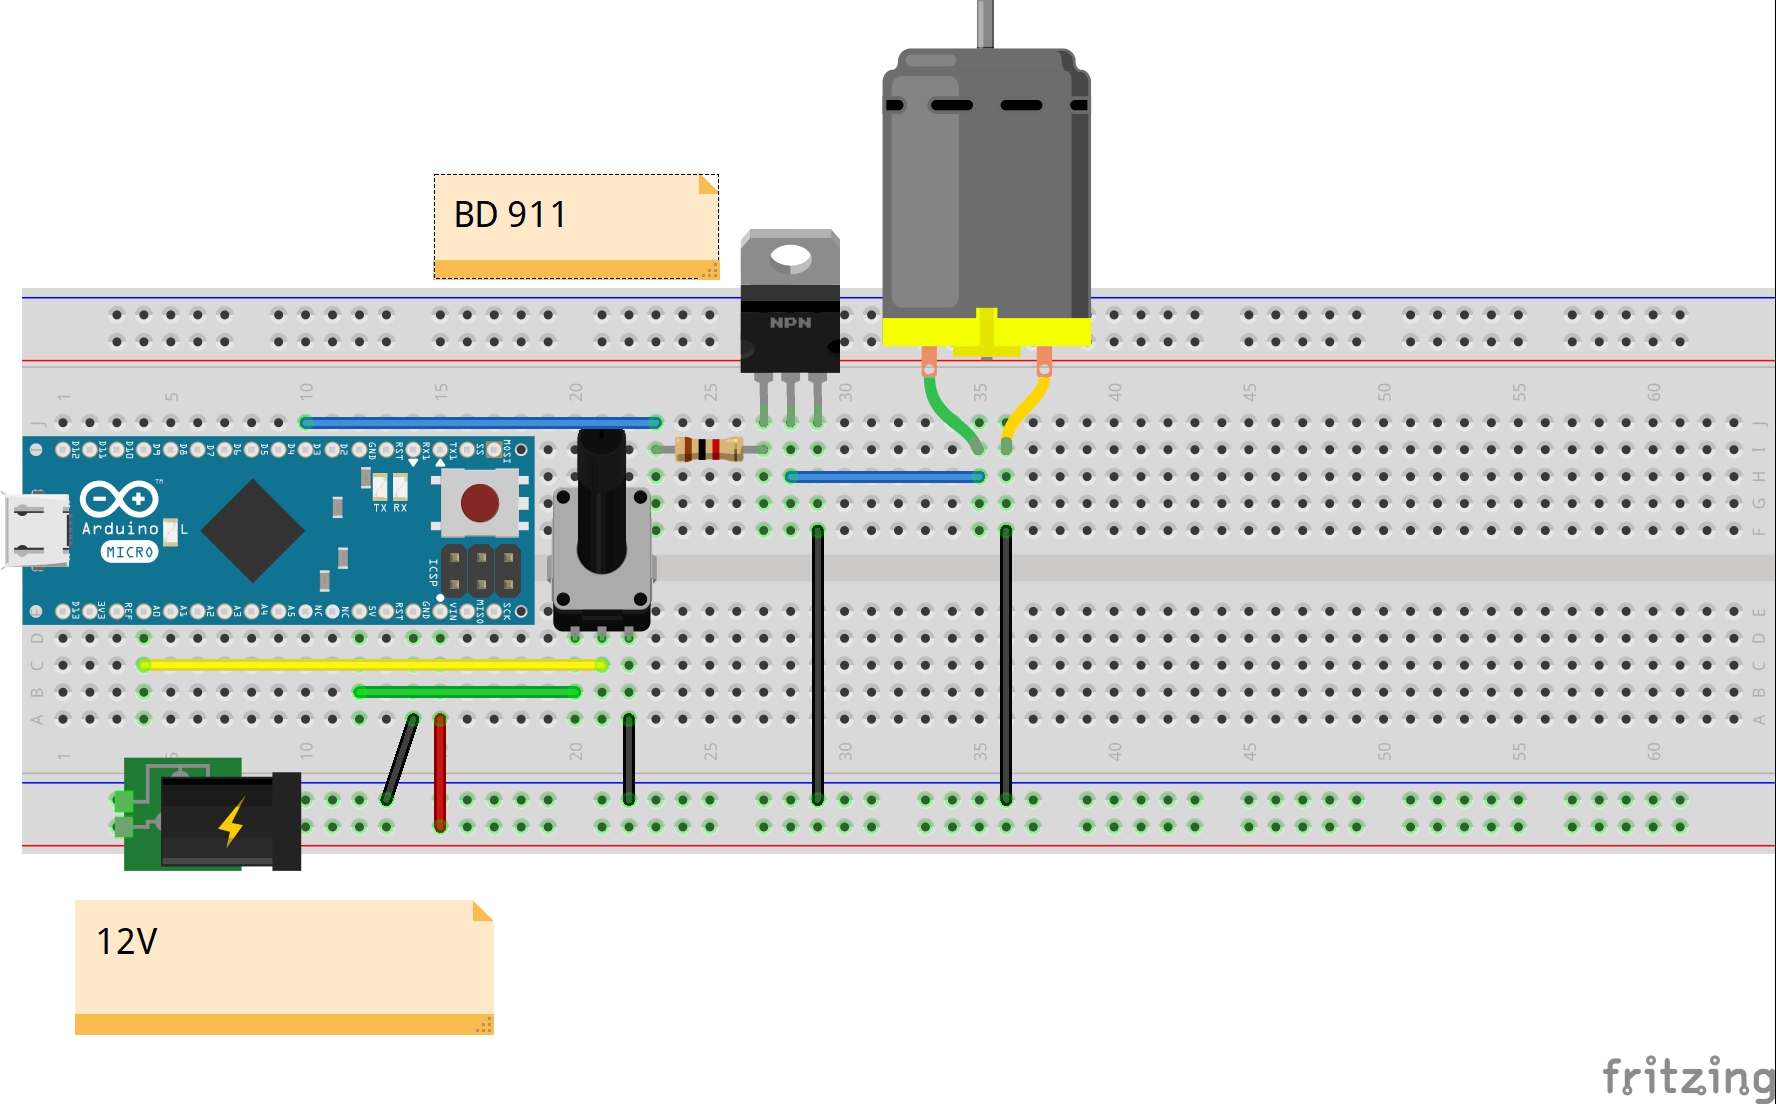 BD 911
NPN
1 5 10 15 20 25 30 35 40 45 50 55 60
J J
D12 D11 D10 D9 D8 D7 D6 D5 D4 D3 D2 GND RST RX1 TX1 SS MOSI
I
H
TM
TX RX
G
Arduino L
F
MICRO
ICSP
D13 3V3 REF A0 A1 A2 A3 A4 A5 NC NC 5V RST GND VIN MISO SCK
E
D D
C C
B B
A A
1 5 10 20 25 30 35 40 45 50 55 60
12V
fritzing